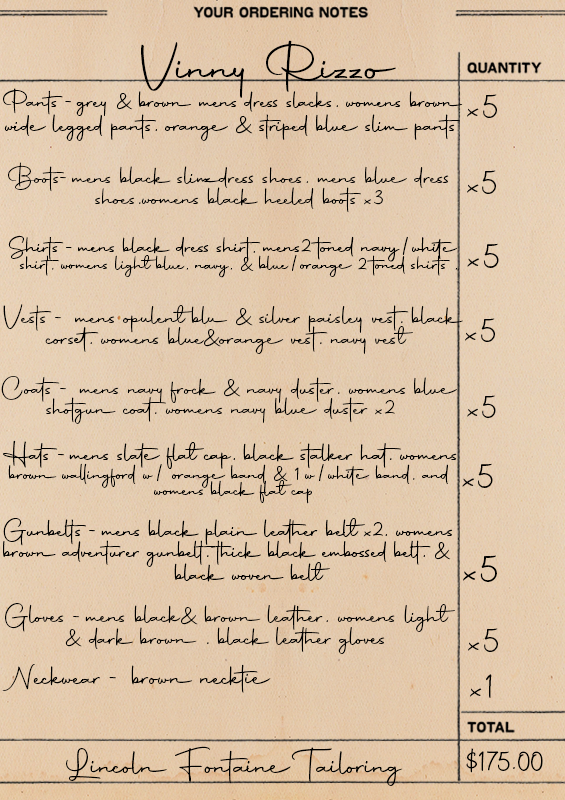 YOUR ORDERING NOTES
Vinny Rizzo
QUANTITY
Pants - grey & brown mens dress slacks. womens brown
wide legged pants. orange & striped blue slim pants
x5
Boots- mens black slim dress shoes. mens blue dress
shoes.womens black heeled boots x3
x5
Shirts - mens black dress shirt. mens2toned navy/white
shirt. womens light blue. navy. & blue/orange 2toned shirts .
x5
Vests - mens opulent blu & silver paisley vest. black
corset. womens blue&orange vest. navy vest
x5
Coats - mens navy frock & navy duster. womens blue
shotgun coat. womens navy blue duster x2
x5
Hats - mens slate flat cap. black stalker hat. womens
brown wallingford w/ orange band & 1 w/white band. and
womens black flat cap
x5
Gunbelts - mens black plain leather belt x2. womens
brown adventurer gunbelt. thick black embossed belt. &
black woven belt
x5
Gloves - mens black& brown leather. womens light
& dark brown . black leather gloves
x5
Neckwear - brown necktie
x1
TOTAL
Lincoln Fontaine Tailoring
$175.00